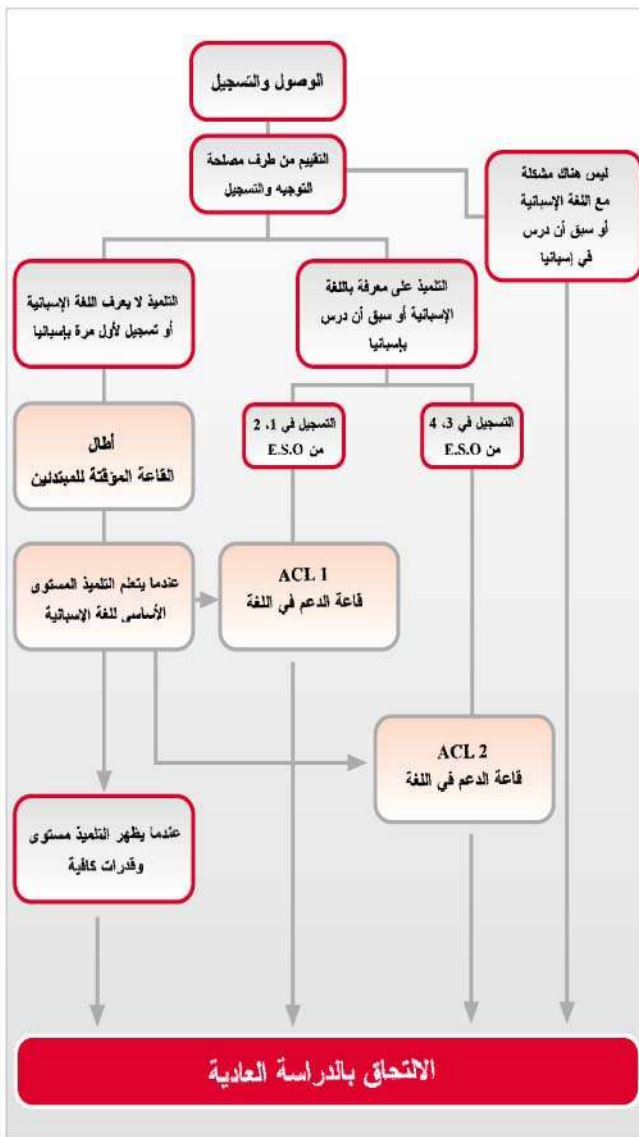 الوصول والتسجيل
التقييم من طرف مصلحة
التوجيه والتسجيل
ليس هناك مشكلة
مع اللغة الإسبانية
أو سبق أن درس
في إسبانيا
التلميذ على معرفة باللغة
الإسبانية أو سبق أن درس
بإسبانيا
التلميذ لا يعرف اللغة الإسبانية
أو تسجيل لأول مرة بإسبانيا
التسجيل في 3، 4
من E.S.O
التسجيل في 1، 2
من E.S.O
أطال
القاعة المؤقتة للمبتدئين
ACL 1
قاعة الدعم في اللغة
عندما يتعلم التلميذ المستوى
الأساسي للغة الإسبانية
ACL 2
قاعة الدعم في اللغة
عندما يظهر التلميذ مستوى
وقدرات كافية
الالتحاق بالدراسة العادية